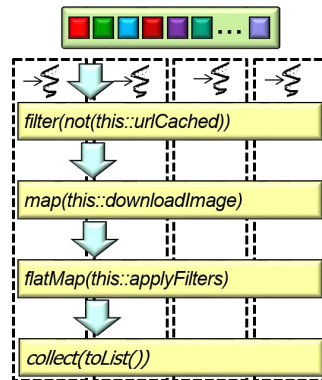 ...
filter(not(this::urlCached))
map(this::downloadImage)
flatMap(this::applyFilters)
collect(toList())